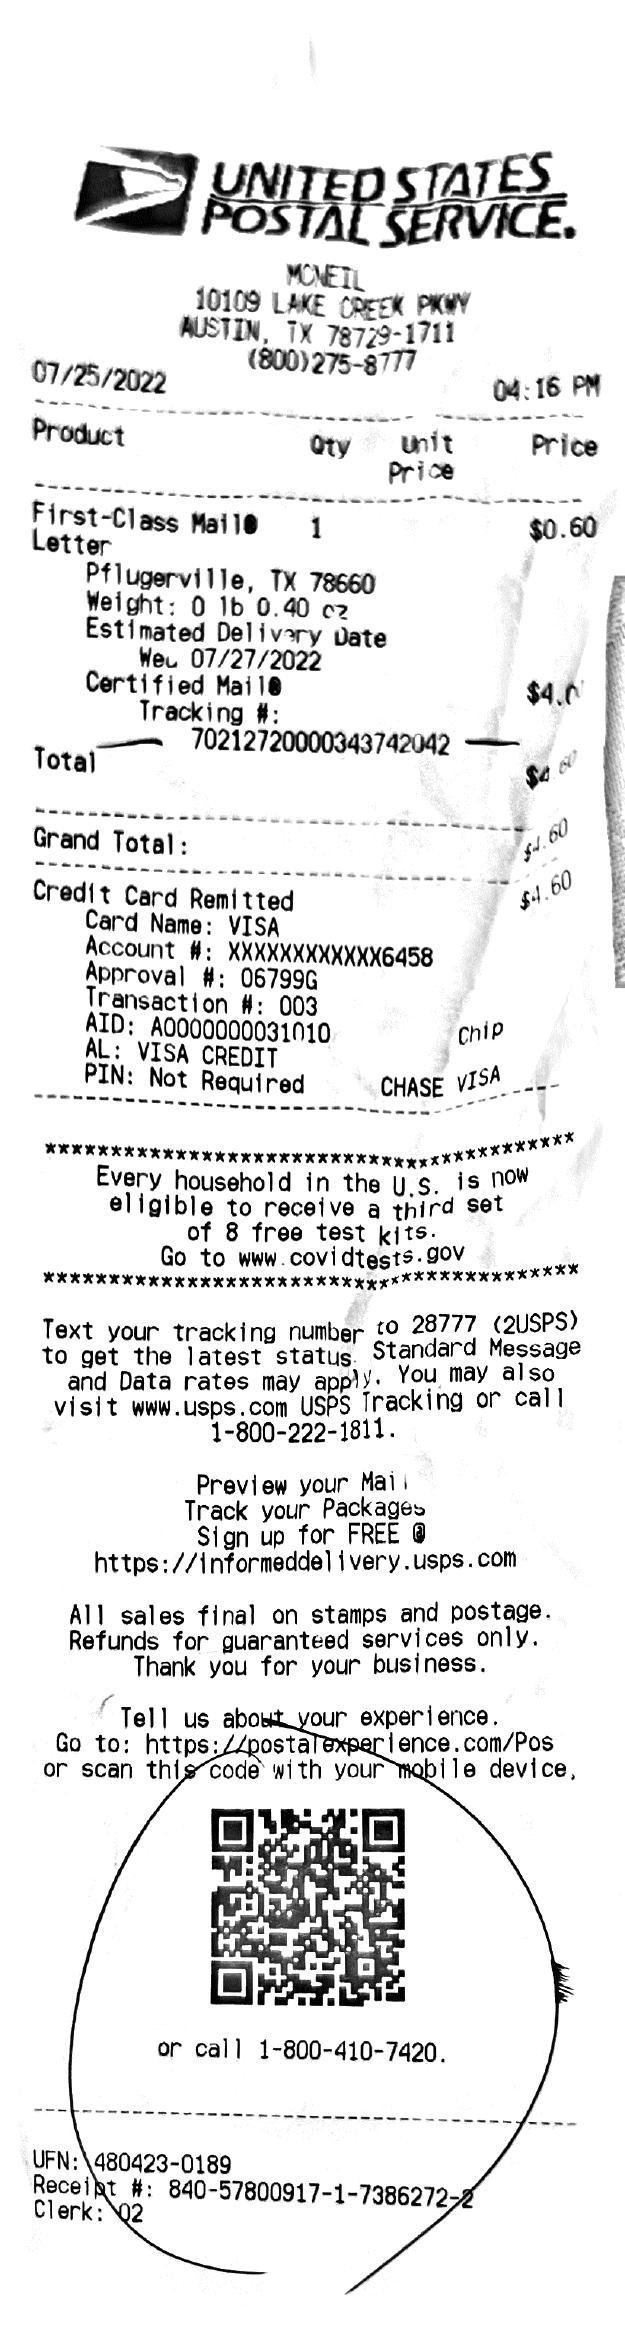 UNITED STATES
POSTAL SERVICE.
MCNEIL
10109 LAKE CREEK PKWY
AUSTIN, TX 78729-1711
(800)275-8777
07/25/2022 04:16 PM
Product Qty Unit Price
Price
First-Class Mail® 1 $0.60
Letter
Pflugerville, TX 78660
Weight: 0 lb 0.40 oz
Estimated Delivery Date
Wed 07/27/2022
Certified Mail® $4.0
Tracking #:
70212720000343742042
Total $4.60
Grand Total: $4.60
Credit Card Remitted $4.60
Card Name: VISA
Account #: XXXXXXXXXXXX6458
Approval #: 06799G
Transaction #: 003
AID: A0000000031010 Chip
AL: VISA CREDIT
PIN: Not Required CHASE VISA
Every household in the U.S. is now
eligible to receive a third set
of 8 free test kits.
Go to www.covidtests.gov
Text your tracking number to 28777 (2USPS)
to get the latest status. Standard Message
and Data rates may apply. You may also
visit www.usps.com USPS Tracking or call
1-800-222-1811.
Preview your Mail
Track your Packages
Sign up for FREE @
https://informeddelivery.usps.com
All sales final on stamps and postage.
Refunds for guaranteed services only.
Thank you for your business.
Tell us about your experience.
Go to: https://postalexperience.com/Pos
or scan this code with your mobile device,
or call 1-800-410-7420.
UFN: 480423-0189
Receipt #: 840-57800917-1-7386272-2
Clerk: 02